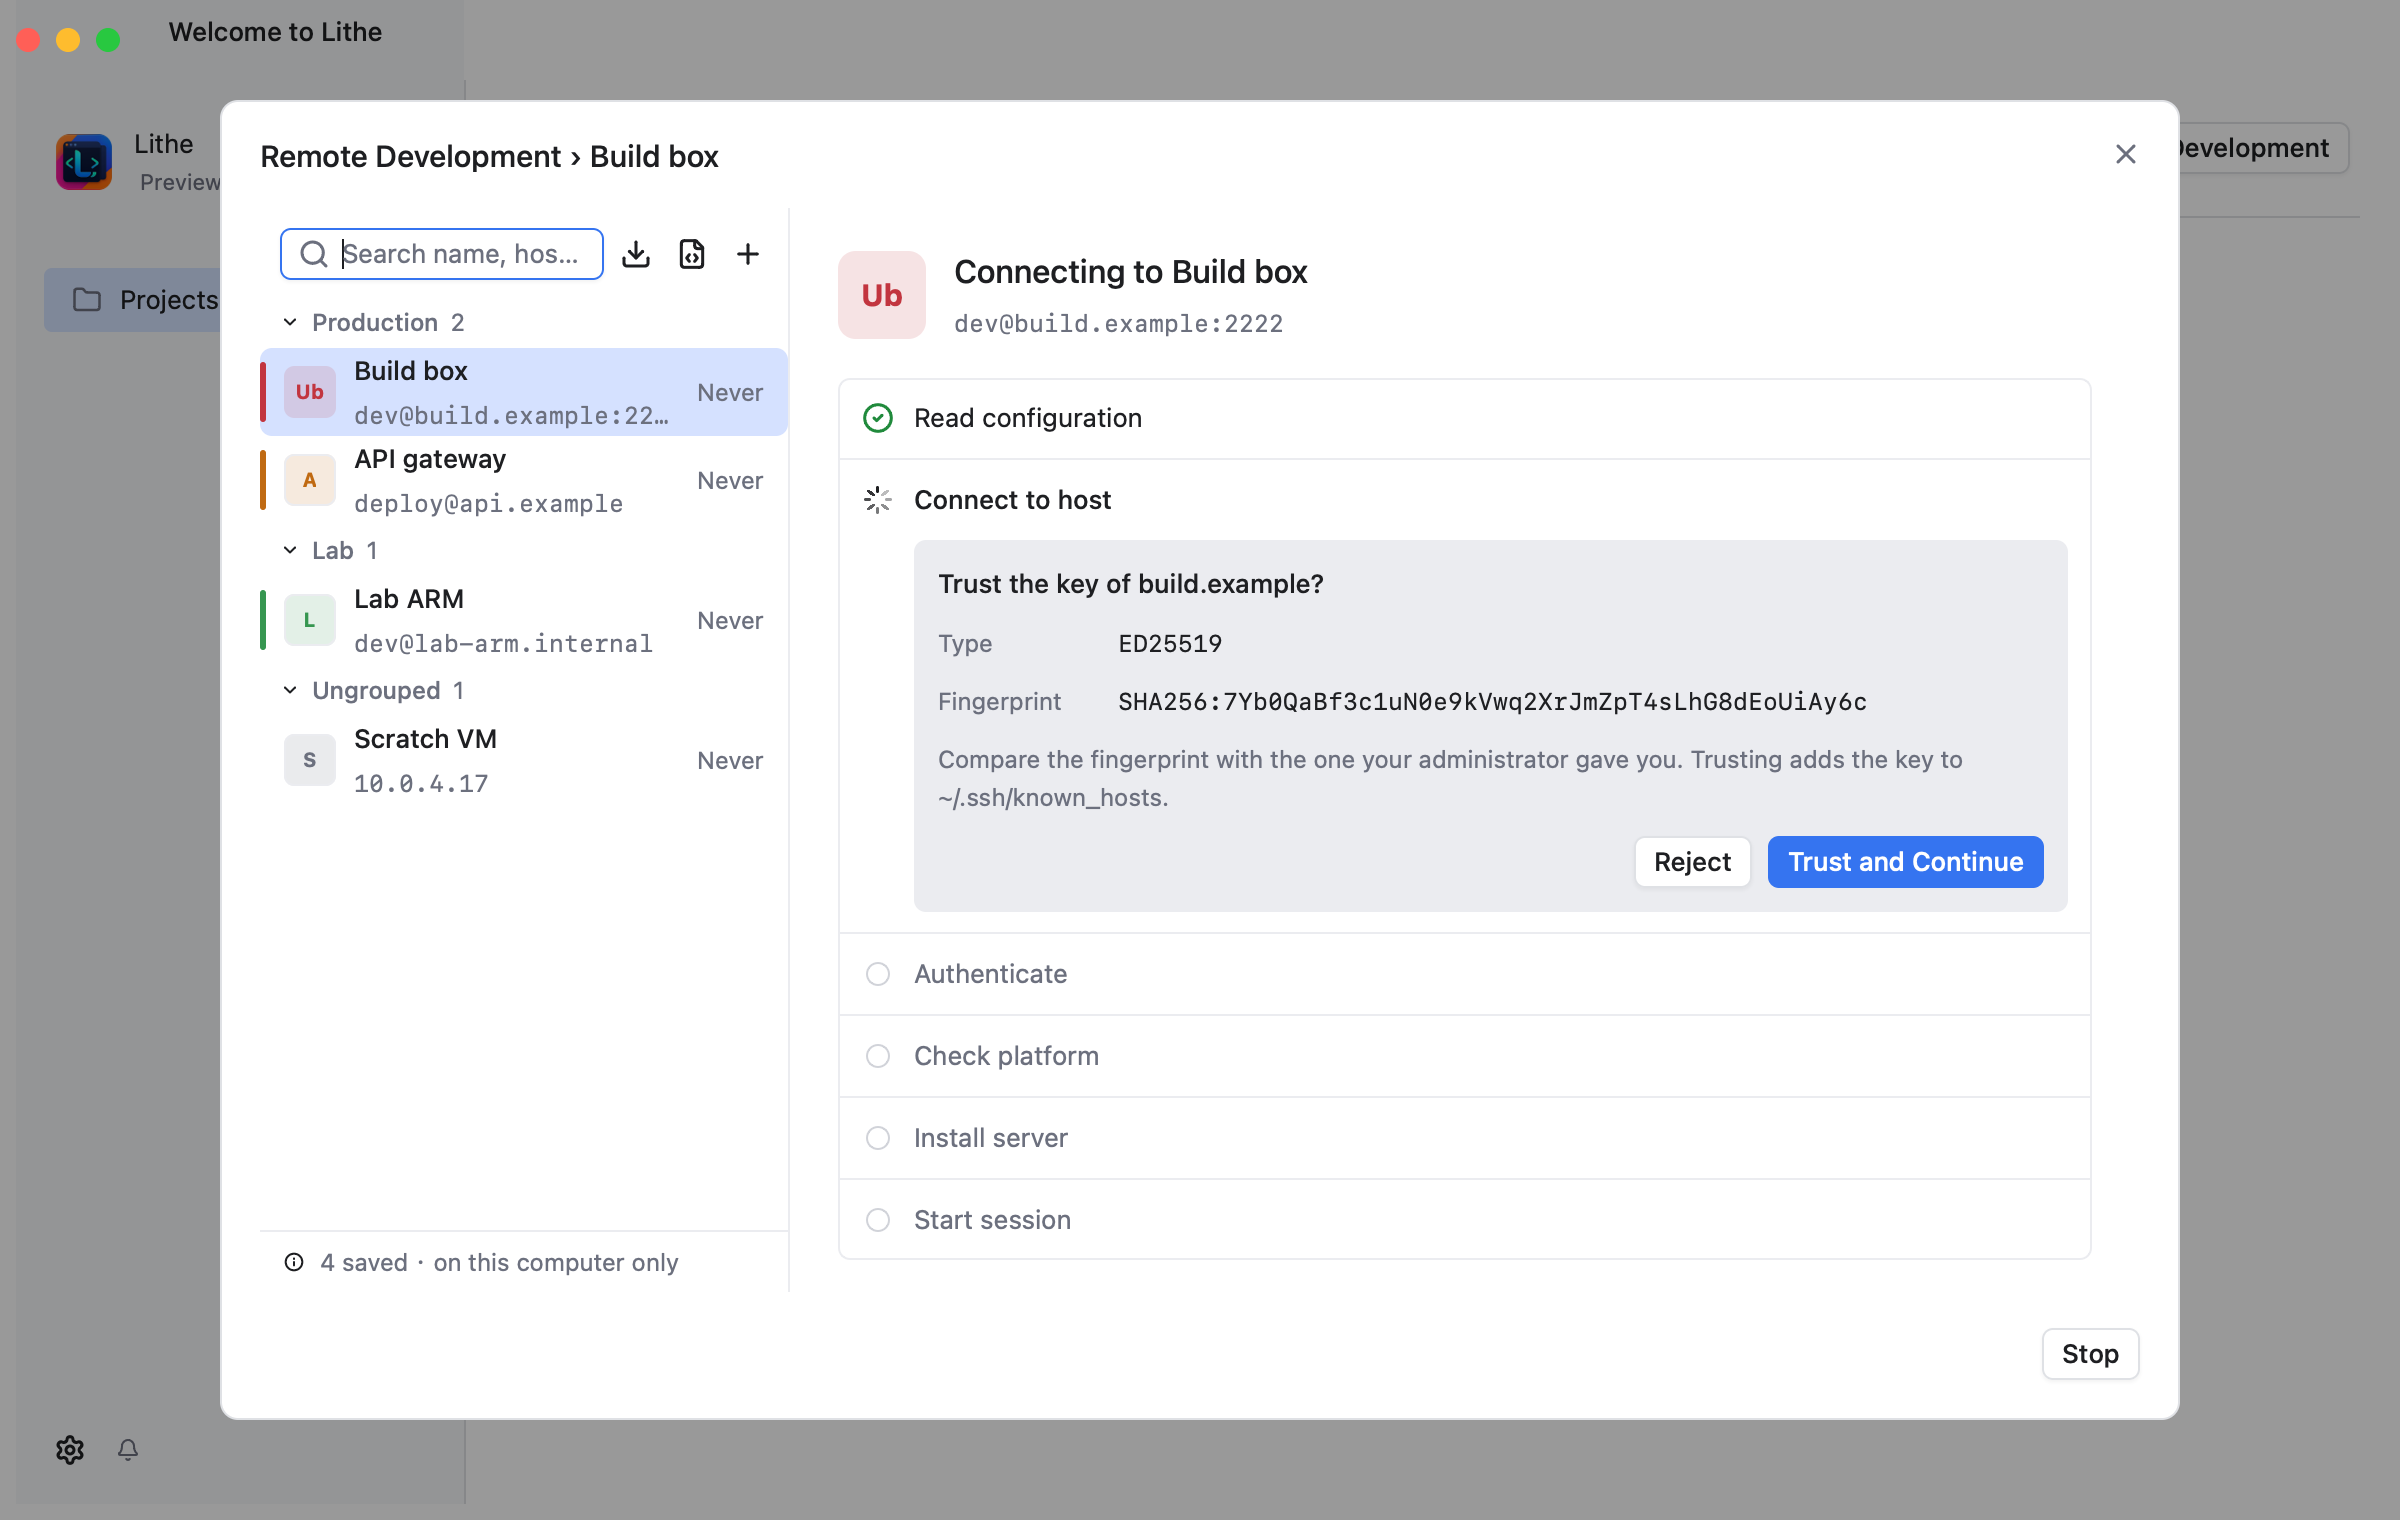 Welcome to Lithe
Lithe
Preview
Development
Projects
Remote Development › Build box
Search name, hos...
Production 2
Ub
Build box
dev@build.example:22…
Never
A
API gateway
deploy@api.example
Never
Lab 1
L
Lab ARM
dev@lab-arm.internal
Never
Ungrouped 1
S
Scratch VM
10.0.4.17
Never
4 saved · on this computer only
Ub
Connecting to Build box
dev@build.example:2222
Read configuration
Connect to host
Trust the key of build.example?
Type ED25519
Fingerprint SHA256:7Yb0QaBf3c1uN0e9kVwq2XrJmZpT4sLhG8dEoUiAy6c
Compare the fingerprint with the one your administrator gave you. Trusting adds the key to
~/.ssh/known_hosts.
Reject
Trust and Continue
Authenticate
Check platform
Install server
Start session
Stop